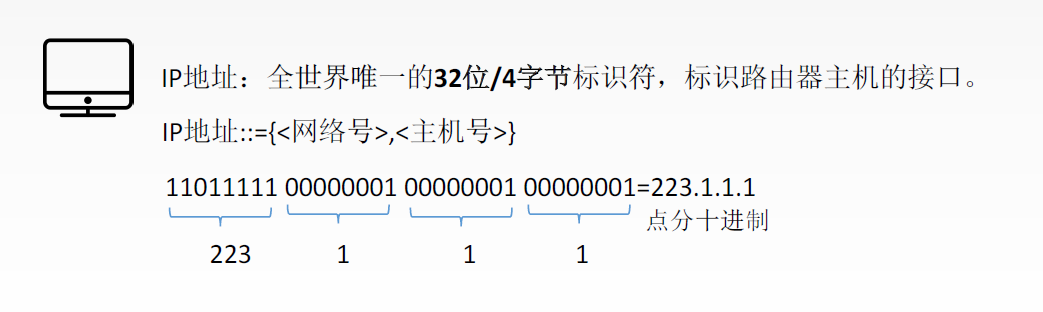 IP地址：全世界唯一的32位/4字节标识符，标识路由器主机的接口。
IP地址::={<网络号>,<主机号>}
11011111 00000001 00000001 00000001=223.1.1.1
点分十进制
223 1 1 1